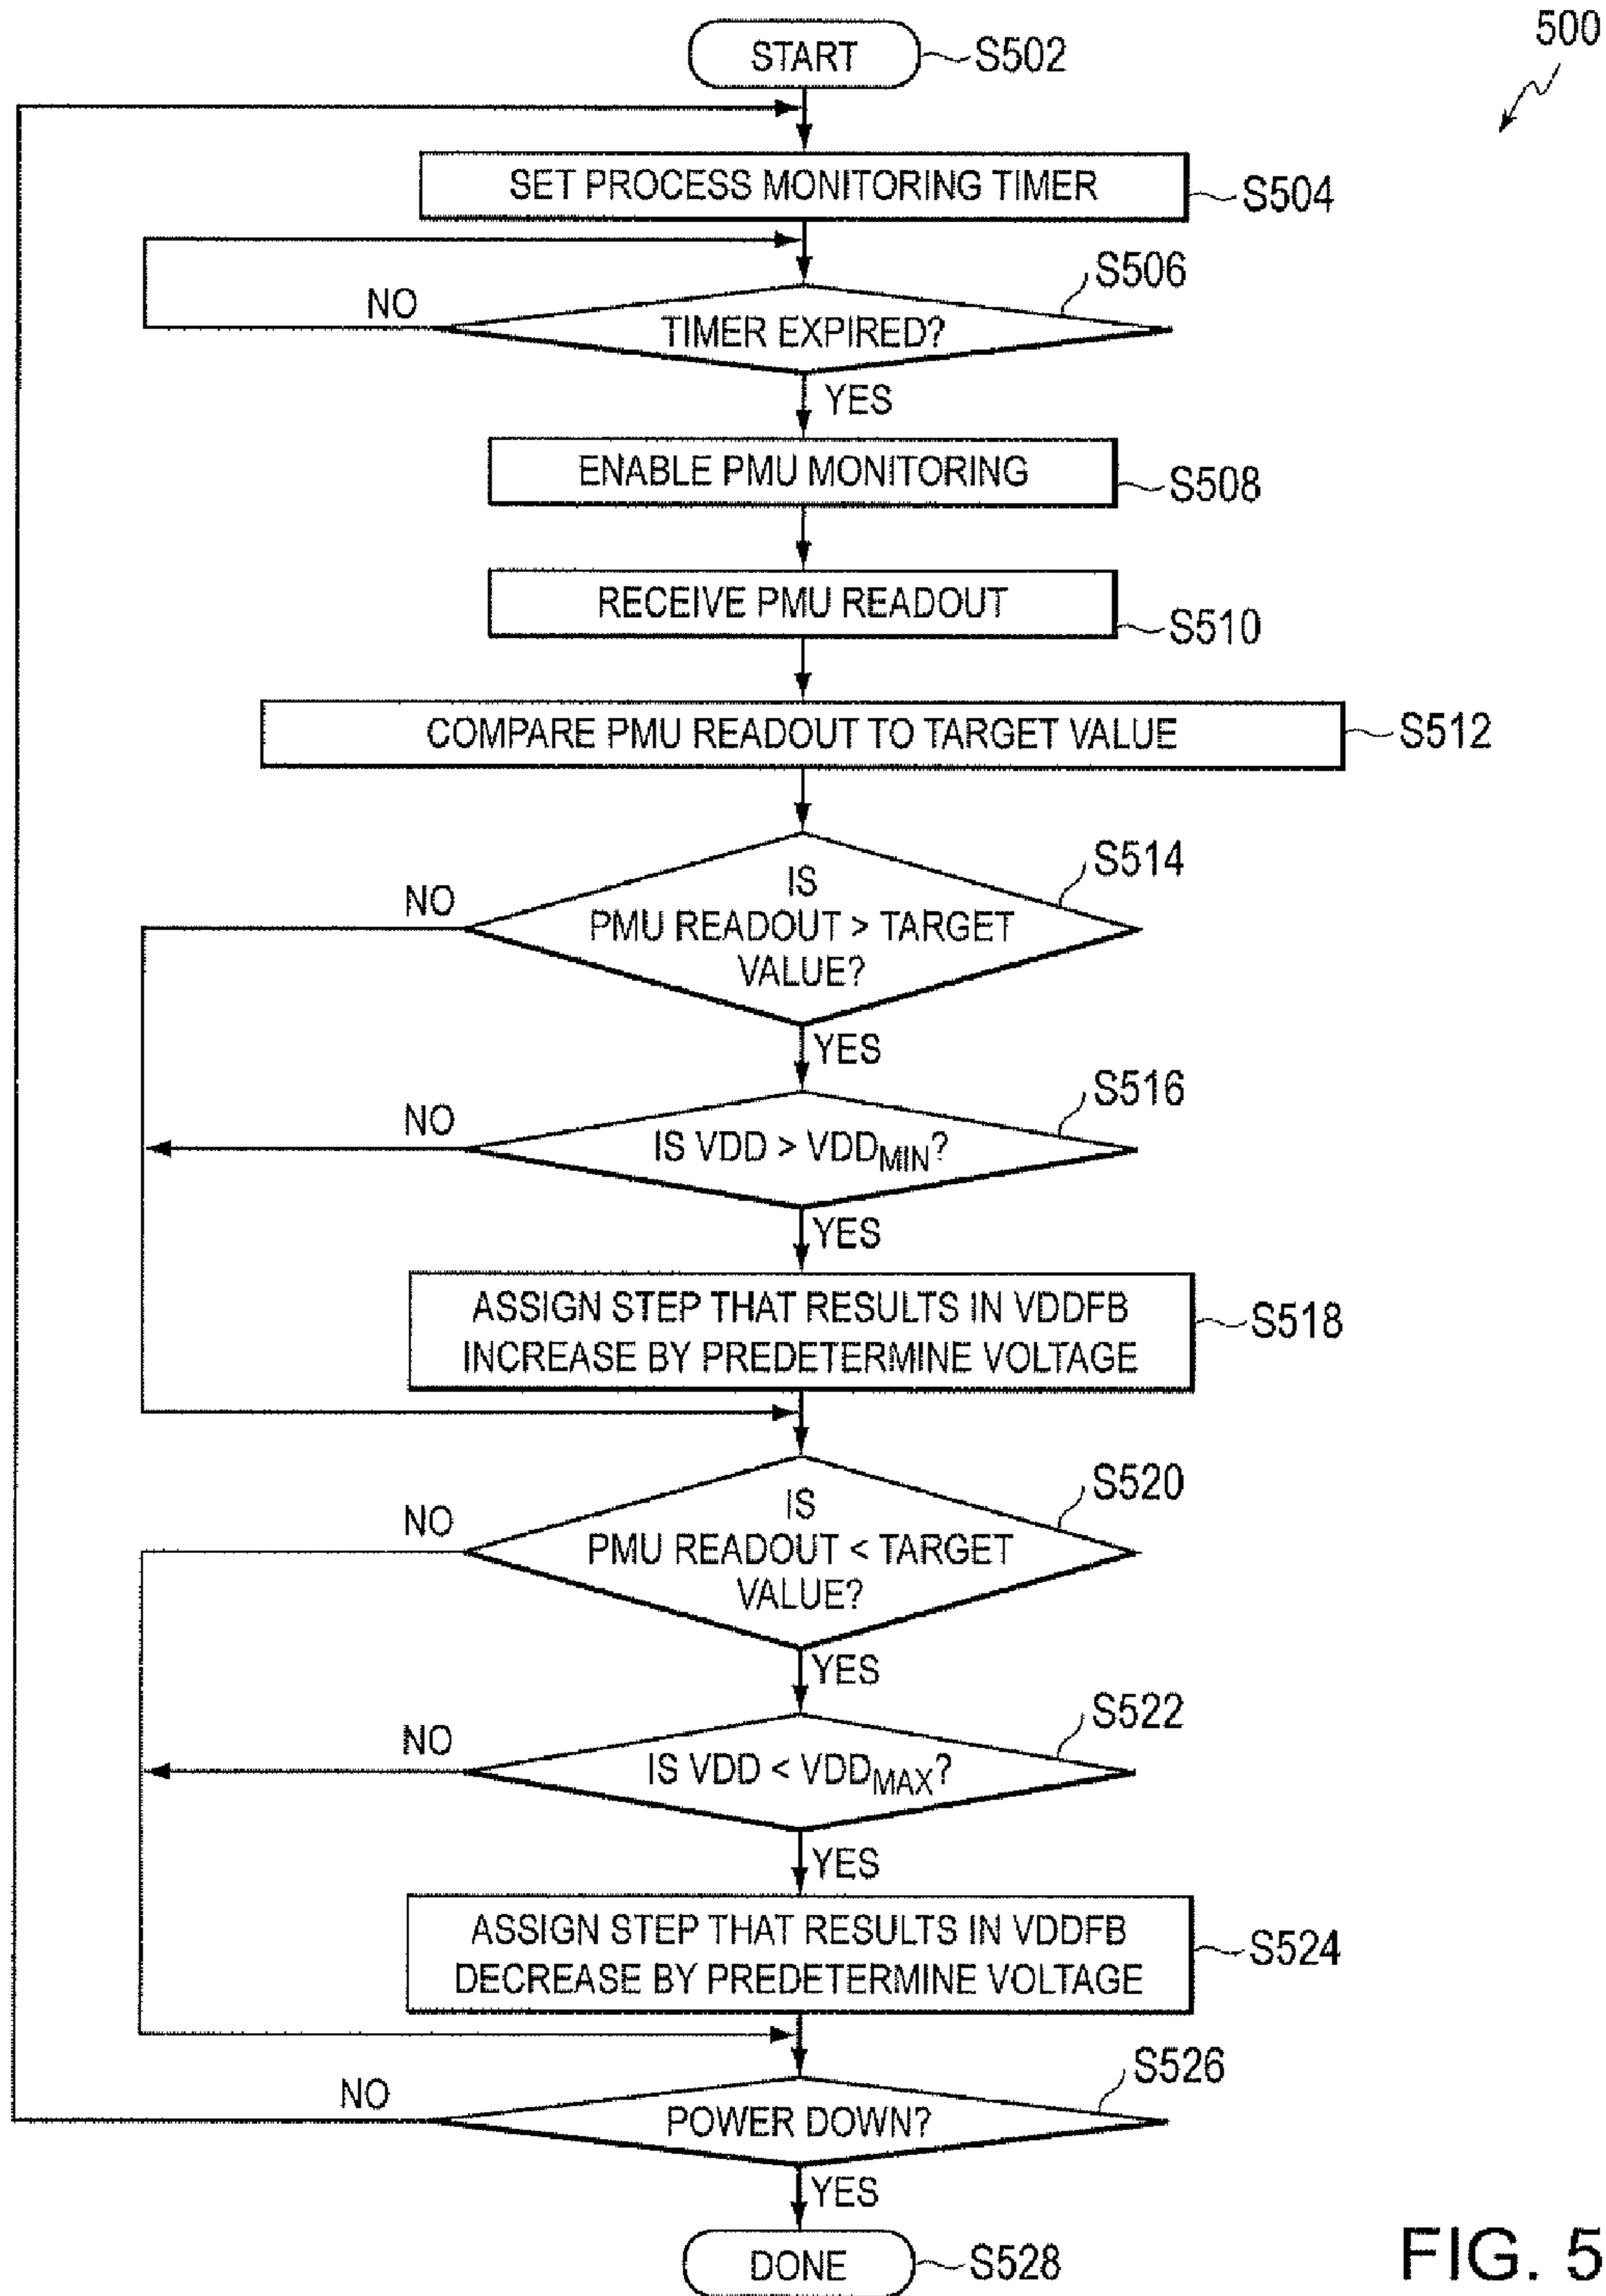 500
START
S502
SET PROCESS MONITORING TIMER
S504
S506
NO
TIMER EXPIRED?
YES
ENABLE PMU MONITORING
S508
RECEIVE PMU READOUT
S510
COMPARE PMU READOUT TO TARGET VALUE
S512
S514
NO
IS
PMU READOUT > TARGET
VALUE?
YES
S516
NO
IS VDD > VDDMIN?
YES
ASSIGN STEP THAT RESULTS IN VDDFB
INCREASE BY PREDETERMINE VOLTAGE
S518
S520
NO
IS
PMU READOUT < TARGET
VALUE?
YES
S522
NO
IS VDD < VDDMAX?
YES
ASSIGN STEP THAT RESULTS IN VDDFB
DECREASE BY PREDETERMINE VOLTAGE
S524
S526
NO
POWER DOWN?
YES
DONE
S528
FIG. 5